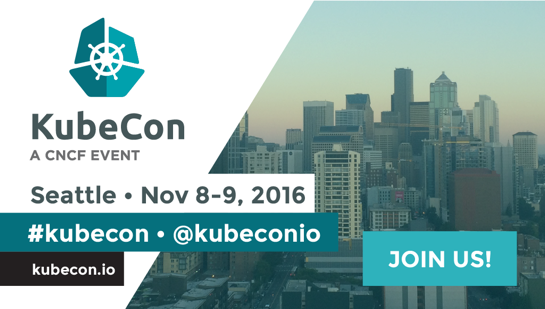 KubeCon
A CNCF EVENT
Seattle • Nov 8-9, 2016
#kubecon • @kubeconio
kubecon.io
JOIN US!